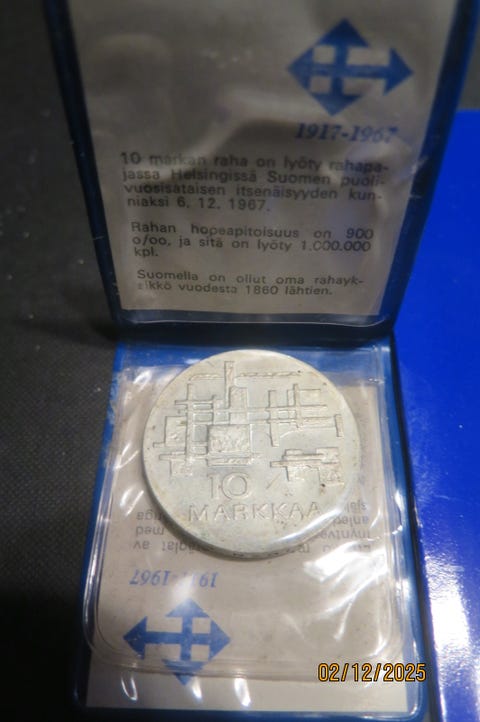 1917-1967
10 markan raha on lyöty rahapa-
jassa Helsingissä Suomen puoli-
vuosisataisen itsenäisyyden kun-
niaksi 6. 12. 1967.
Rahan hopeapitoisuus on 900
o/oo, ja sitä on lyöty 1.000.000
kpl.
Suomella on ollut oma rahayk-
sikkö vuodesta 1860 lähtien.
10
MARKKAA
1917-1967
02/12/2025